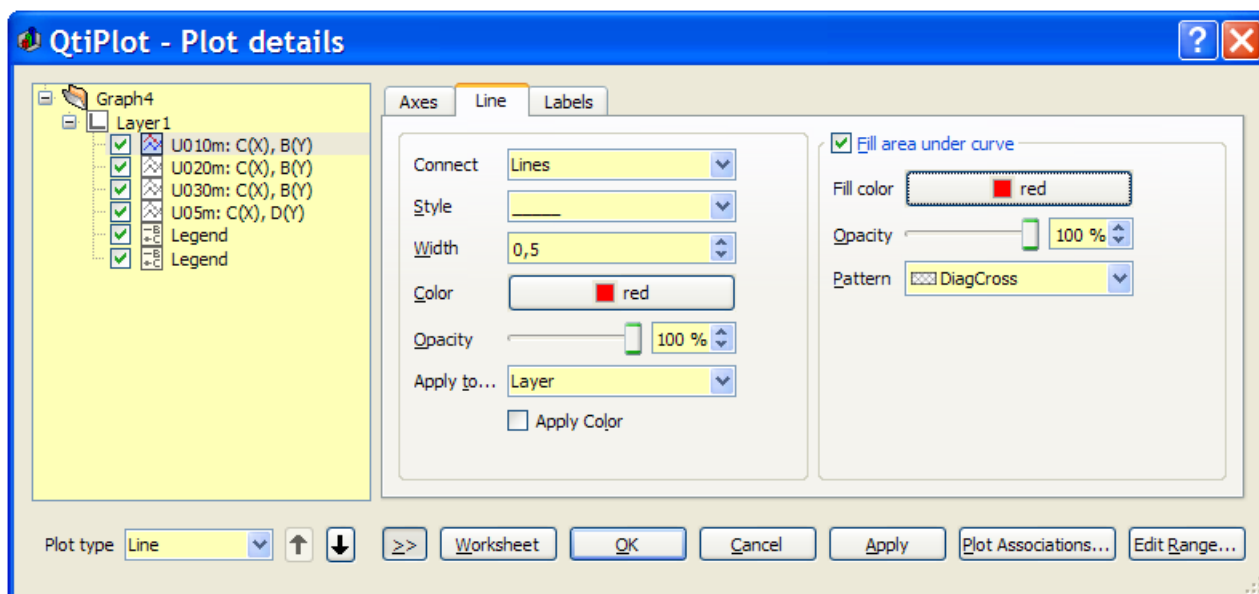 QtiPlot - Plot details
Graph4
Layer1
U010m: C(X), B(Y)
U020m: C(X), B(Y)
U030m: C(X), B(Y)
U05m: C(X), D(Y)
Legend
Legend
Axes Line Labels
Connect Lines
Style _____
Width 0,5
Color red
Opacity 100 %
Apply to... Layer
Apply Color
Fill area under curve
Fill color red
Opacity 100 %
Pattern DiagCross
Plot type Line
>> Worksheet OK Cancel Apply Plot Associations... Edit Range...